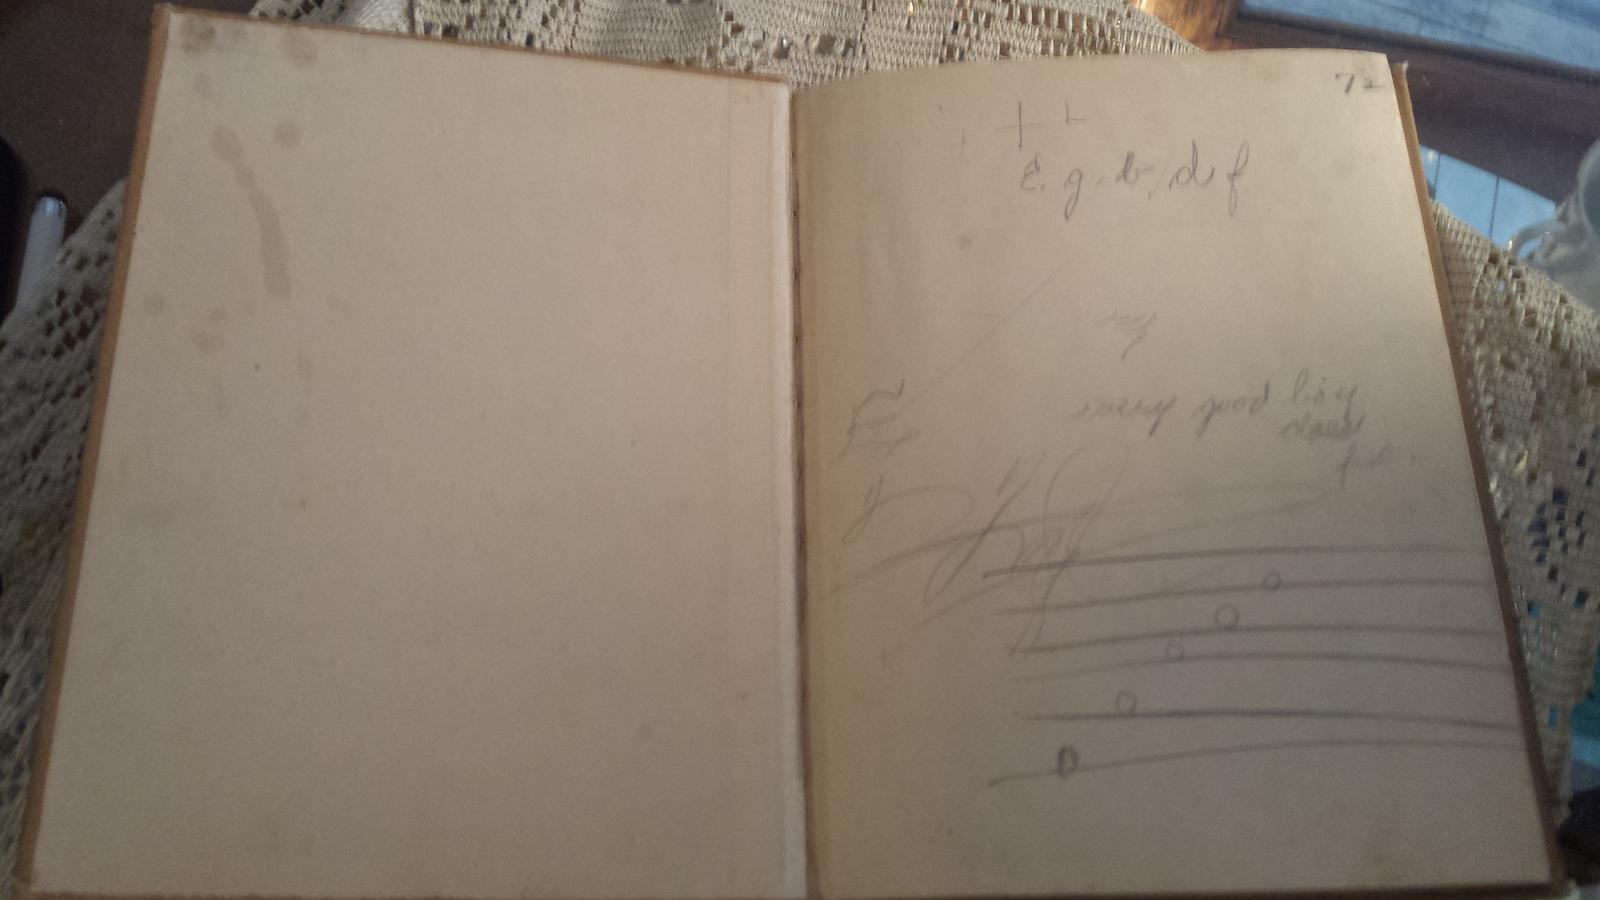 72
E. g. b. d. f
every good boy
does